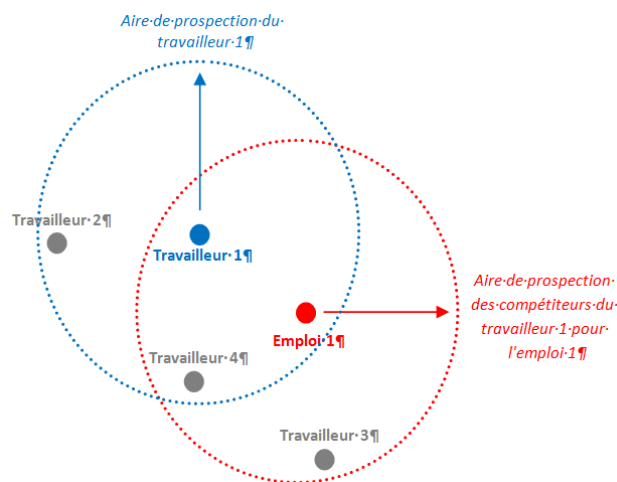 Aire·de·prospection·du·
travailleur·1¶
Travailleur·2¶
Travailleur·1¶
Aire·de·prospection·
des·compétiteurs·du·
travailleur·1·pour·
l'emploi·1¶
Emploi·1¶
Travailleur·4¶
Travailleur·3¶